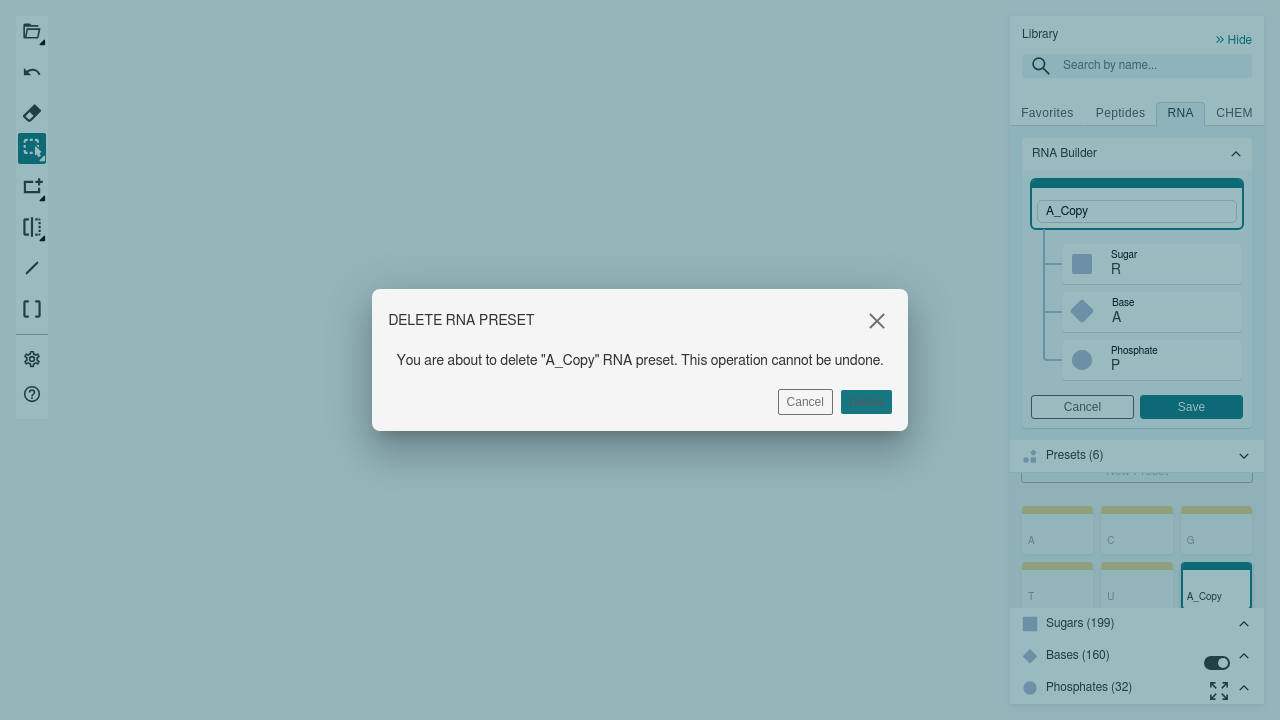 Library
Hide
Search by name...
Favorites Peptides RNA CHEM
RNA Builder
A_Copy
Sugar
R
Base
A
Phosphate
P
Cancel Save
Presets (6)
New Preset
A C G
T U A_Copy
Sugars (199)
Bases (160)
Phosphates (32)
DELETE RNA PRESET
You are about to delete "A_Copy" RNA preset. This operation cannot be undone.
Cancel Delete